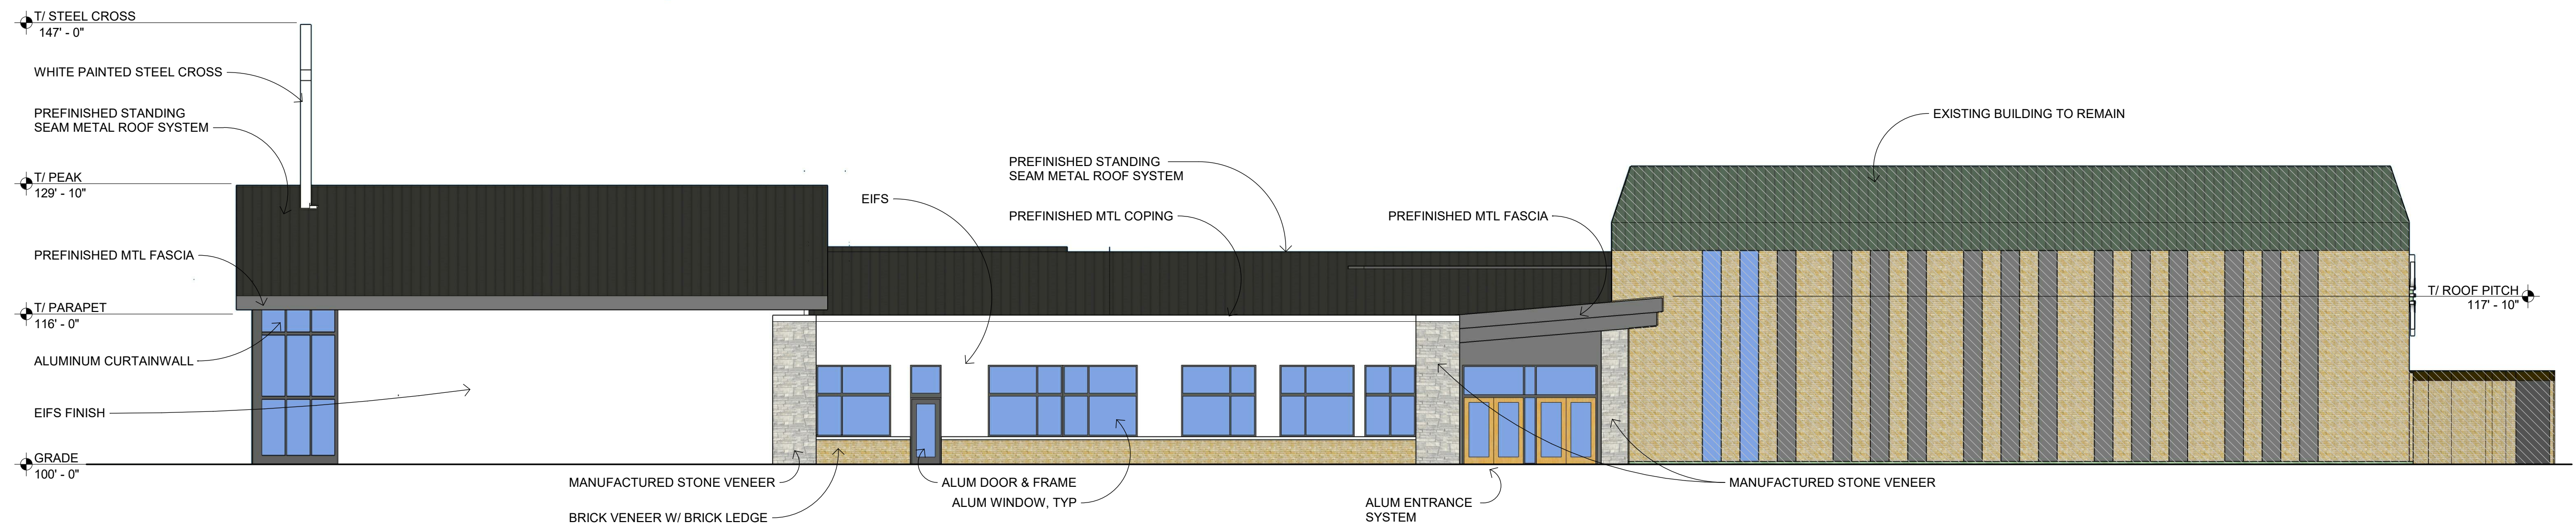 T/ STEEL CROSS
147' - 0"
WHITE PAINTED STEEL CROSS
PREFINISHED STANDING
SEAM METAL ROOF SYSTEM
T/ PEAK
129' - 10"
PREFINISHED MTL FASCIA
T/ PARAPET
116' - 0"
ALUMINUM CURTAINWALL
EIFS FINISH
GRADE
100' - 0"
EIFS
PREFINISHED STANDING
SEAM METAL ROOF SYSTEM
PREFINISHED MTL COPING
PREFINISHED MTL FASCIA
EXISTING BUILDING TO REMAIN
T/ ROOF PITCH
117' - 10"
MANUFACTURED STONE VENEER
BRICK VENEER W/ BRICK LEDGE
ALUM DOOR & FRAME
ALUM WINDOW, TYP
ALUM ENTRANCE
SYSTEM
MANUFACTURED STONE VENEER